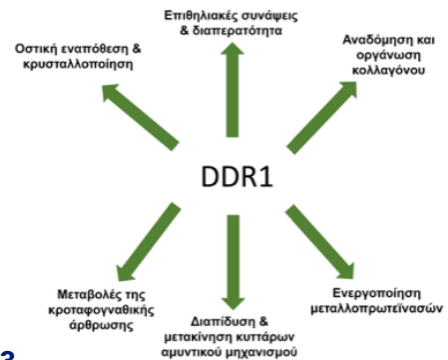 Επιθηλιακές συνάψεις
& διαπερατότητα
Οστική εναπόθεση &
κρυσταλλοποίηση
Αναδόμηση και
οργάνωση
κολλαγόνου
DDR1
Μεταβολές της
κροταφογναθικής
άρθρωσης
Διαπίδυση &
μετακίνηση κυττάρων
αμυντικού μηχανισμού
Ενεργοποίηση
μεταλλοπρωτεϊνασών
3